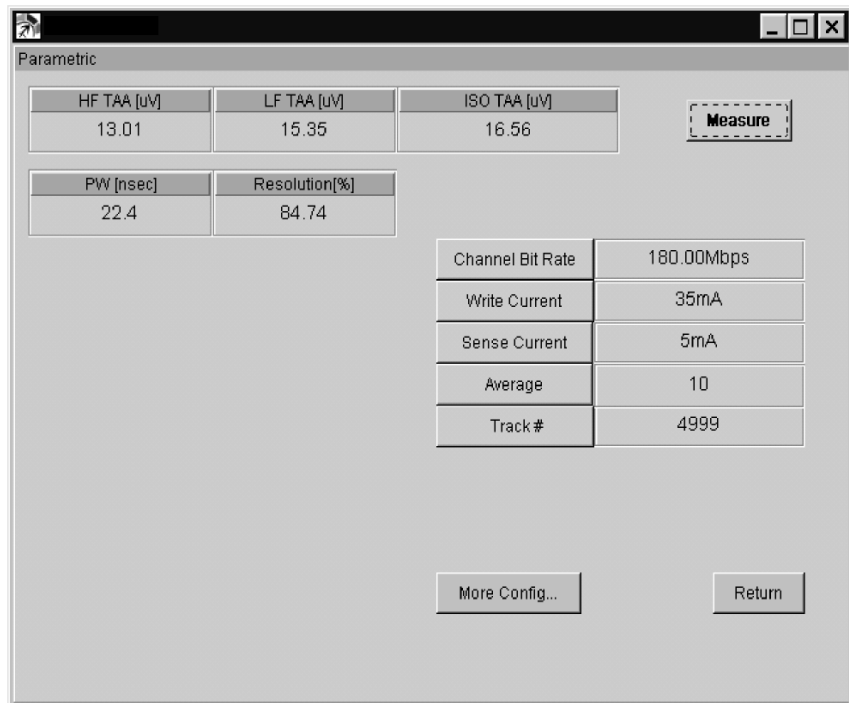 Parametric
HF TAA [uV] LF TAA [uV] ISO TAA [uV]
13.01 15.35 16.56
Measure
PW [nsec] Resolution[%]
22.4 84.74
Channel Bit Rate 180.00Mbps
Write Current 35mA
Sense Current 5mA
Average 10
Track # 4999
More Config... Return